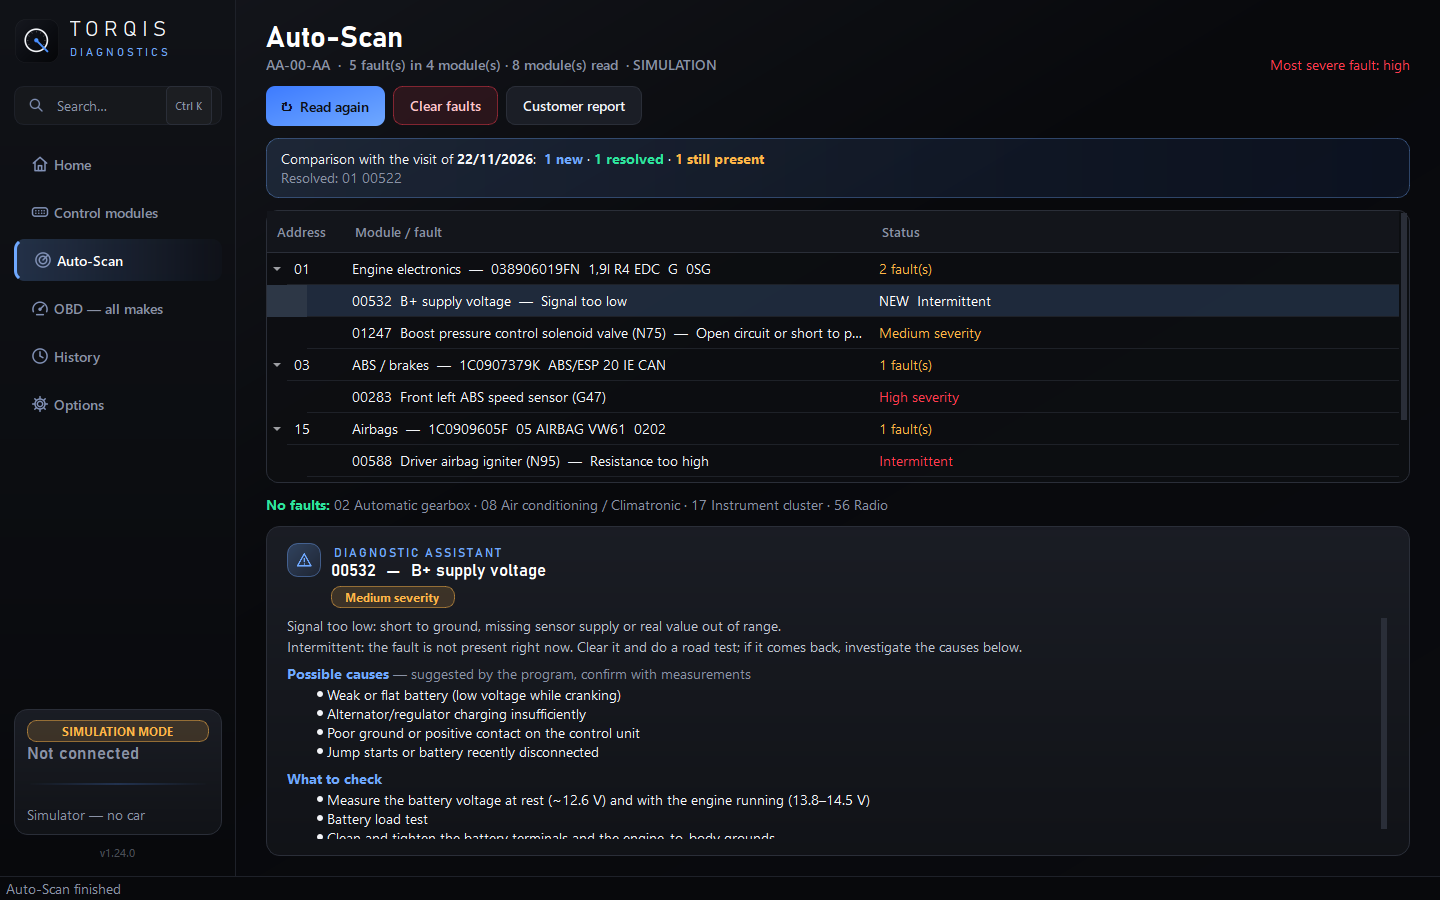 TORQIS
DIAGNOSTICS
Search...
Ctrl K
Home
Control modules
Auto-Scan
OBD — all makes
History
Options
SIMULATION MODE
Not connected
Simulator — no car
v1.24.0
Auto-Scan
AA-00-AA · 5 fault(s) in 4 module(s) · 8 module(s) read · SIMULATION
Most severe fault: high
Read again
Clear faults
Customer report
Comparison with the visit of 22/11/2026: 1 new · 1 resolved · 1 still present
Resolved: 01 00522
Address Module / fault Status
01 Engine electronics — 038906019FN 1,9l R4 EDC G 0SG 2 fault(s)
00532 B+ supply voltage — Signal too low NEW Intermittent
01247 Boost pressure control solenoid valve (N75) — Open circuit or short to p... Medium severity
03 ABS / brakes — 1C0907379K ABS/ESP 20 IE CAN 1 fault(s)
00283 Front left ABS speed sensor (G47) High severity
15 Airbags — 1C0909605F 05 AIRBAG VW61 0202 1 fault(s)
00588 Driver airbag igniter (N95) — Resistance too high Intermittent
No faults: 02 Automatic gearbox · 08 Air conditioning / Climatronic · 17 Instrument cluster · 56 Radio
DIAGNOSTIC ASSISTANT
00532 — B+ supply voltage
Medium severity
Signal too low: short to ground, missing sensor supply or real value out of range.
Intermittent: the fault is not present right now. Clear it and do a road test; if it comes back, investigate the causes below.
Possible causes — suggested by the program, confirm with measurements
• Weak or flat battery (low voltage while cranking)
• Alternator/regulator charging insufficiently
• Poor ground or positive contact on the control unit
• Jump starts or battery recently disconnected
What to check
• Measure the battery voltage at rest (~12.6 V) and with the engine running (13.8–14.5 V)
• Battery load test
• Clean and tighten the battery terminals and the engine-to-body grounds
Auto-Scan finished